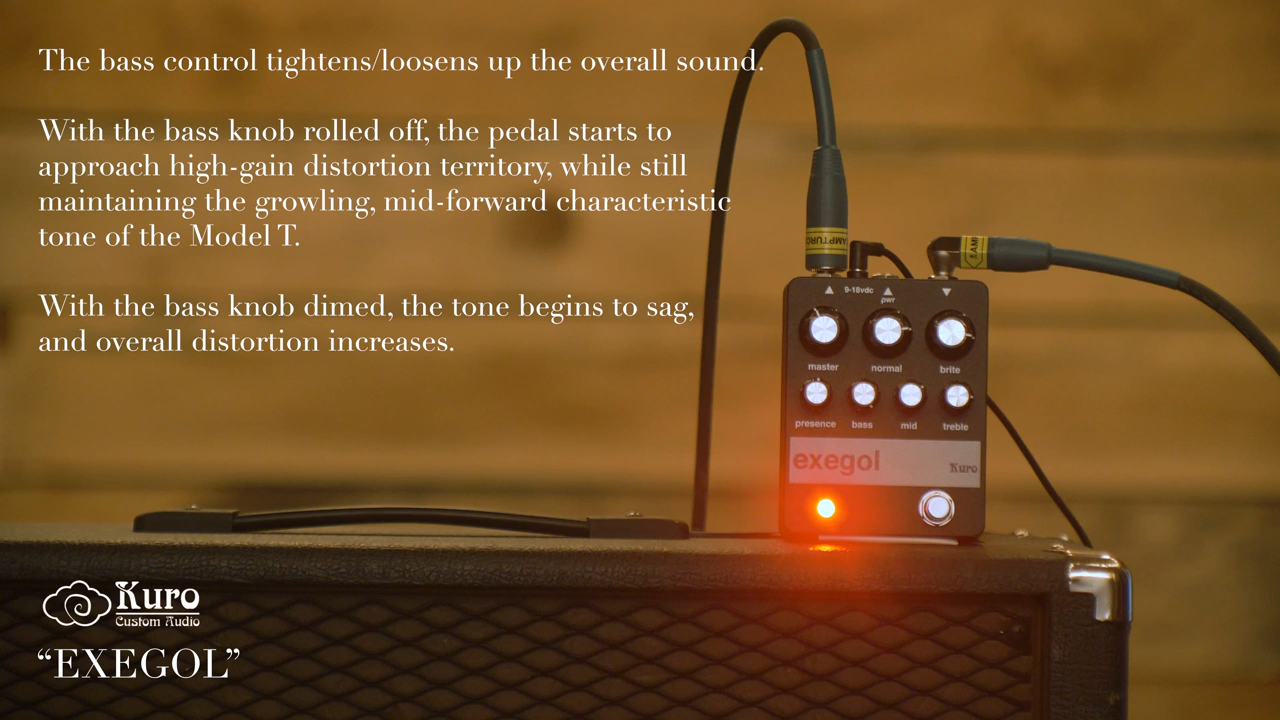 The bass control tightens/loosens up the overall sound.
With the bass knob rolled off, the pedal starts to
approach high-gain distortion territory, while still
maintaining the growling, mid-forward characteristic
tone of the Model T.
With the bass knob dimed, the tone begins to sag,
and overall distortion increases.
9-18vdc
pwr
master normal brite
presence bass mid treble
exegol Kuro
Kuro
Custom Audio
“EXEGOL”